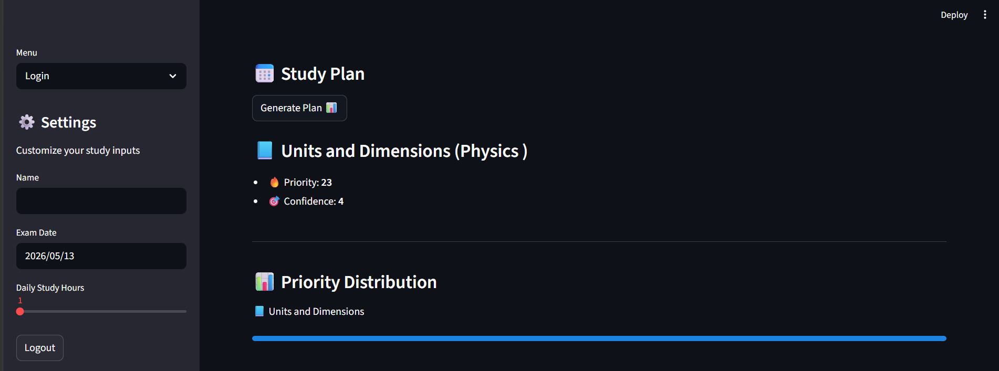 Deploy
Menu
Login
Settings
Customize your study inputs
Name
Exam Date
2026/05/13
Daily Study Hours
1
Logout
Study Plan
Generate Plan
Units and Dimensions (Physics )
Priority: 23
Confidence: 4
Priority Distribution
Units and Dimensions